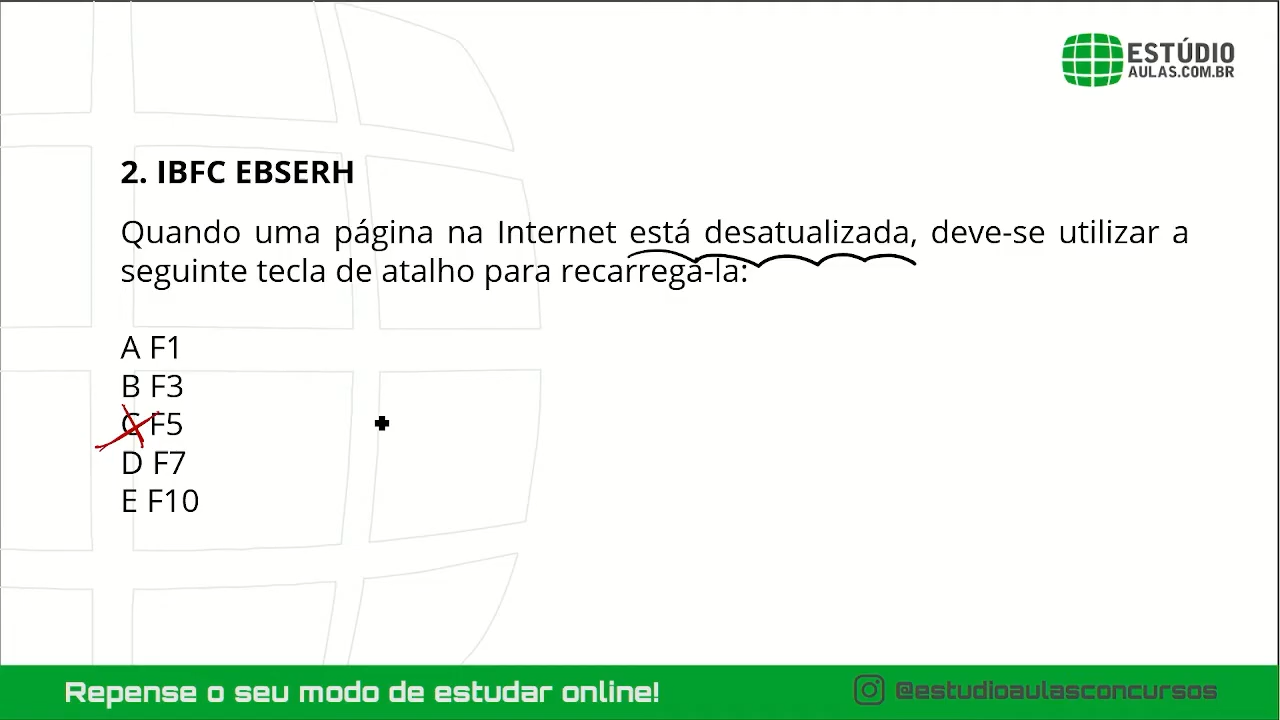 ESTÚDIO
AULAS.COM.BR
2. IBFC EBSERH
Quando uma página na Internet está desatualizada, deve-se utilizar a
seguinte tecla de atalho para recarregá-la:
A F1
B F3
C F5
D F7
E F10
Repense o seu modo de estudar online!
@estudioaulasconcursos